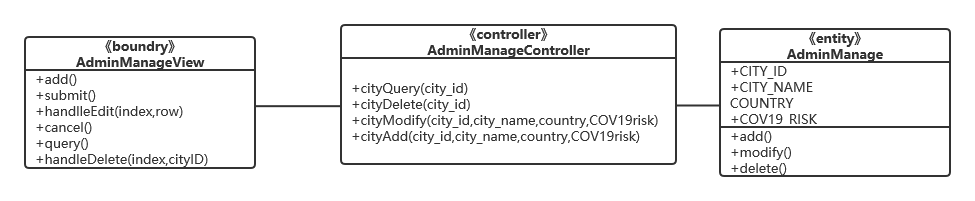 《boundry》
AdminManageView
+add()
+submit()
+handlleEdit(index,row)
+cancel()
+query()
+handleDelete(index,cityID)
《controller》
AdminManageController
+cityQuery(city_id)
+cityDelete(city_id)
+cityModify(city_id,city_name,country,COV19risk)
+cityAdd(city_id,city_name,country,COV19risk)
《entity》
AdminManage
+CITY_ID
+CITY_NAME
COUNTRY
+COV19_RISK
+add()
+modify()
+delete()